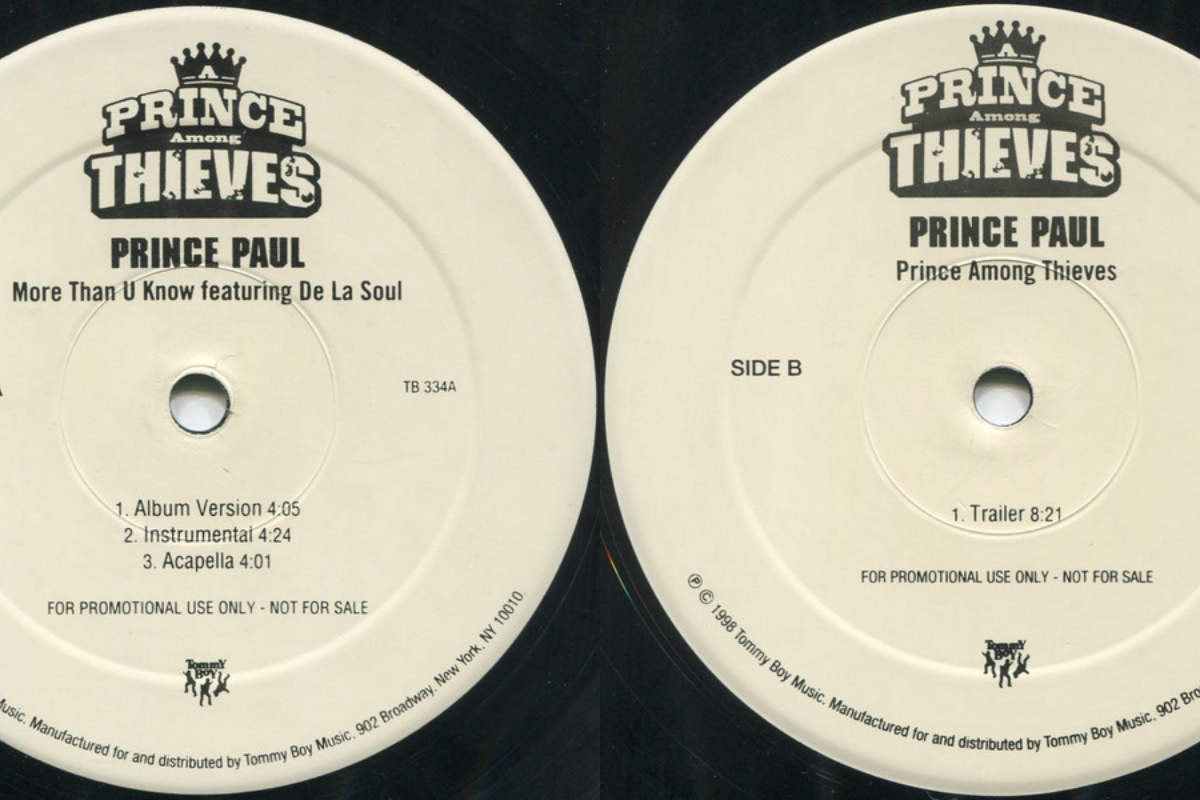 A
PRINCE
Among
THIEVES
PRINCE PAUL
More Than U Know featuring De La Soul
TB 334A
1. Album Version 4:05
2. Instrumental 4:24
3. Acapella 4:01
FOR PROMOTIONAL USE ONLY - NOT FOR SALE
Tommy
Boy
Music. Manufactured for and distributed by Tommy Boy Music. 902 Broadway. New York. NY 10010
A
PRINCE
Among
THIEVES
PRINCE PAUL
Prince Among Thieves
SIDE B
1. Trailer 8:21
FOR PROMOTIONAL USE ONLY - NOT FOR SALE
Tommy
Boy
℗ © 1998 Tommy Boy Music. Manufactured for and distributed by Tommy Boy Music. 902 Bro